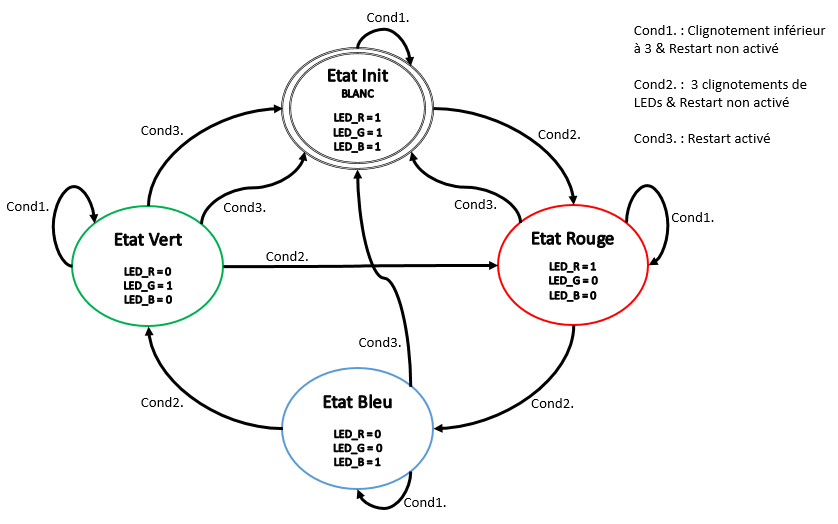 Cond1.
Cond1. : Clignotement inférieur
à 3 & Restart non activé
Cond2. : 3 clignotements de
LEDs & Restart non activé
Cond3. : Restart activé
Etat Init
BLANC
LED_R = 1
LED_G = 1
LED_B = 1
Cond3.
Cond2.
Cond1.
Cond3.
Cond3.
Cond1.
Etat Vert
LED_R = 0
LED_G = 1
LED_B = 0
Cond2.
Etat Rouge
LED_R = 1
LED_G = 0
LED_B = 0
Cond3.
Cond2.
Cond2.
Etat Bleu
LED_R = 0
LED_G = 0
LED_B = 1
Cond1.